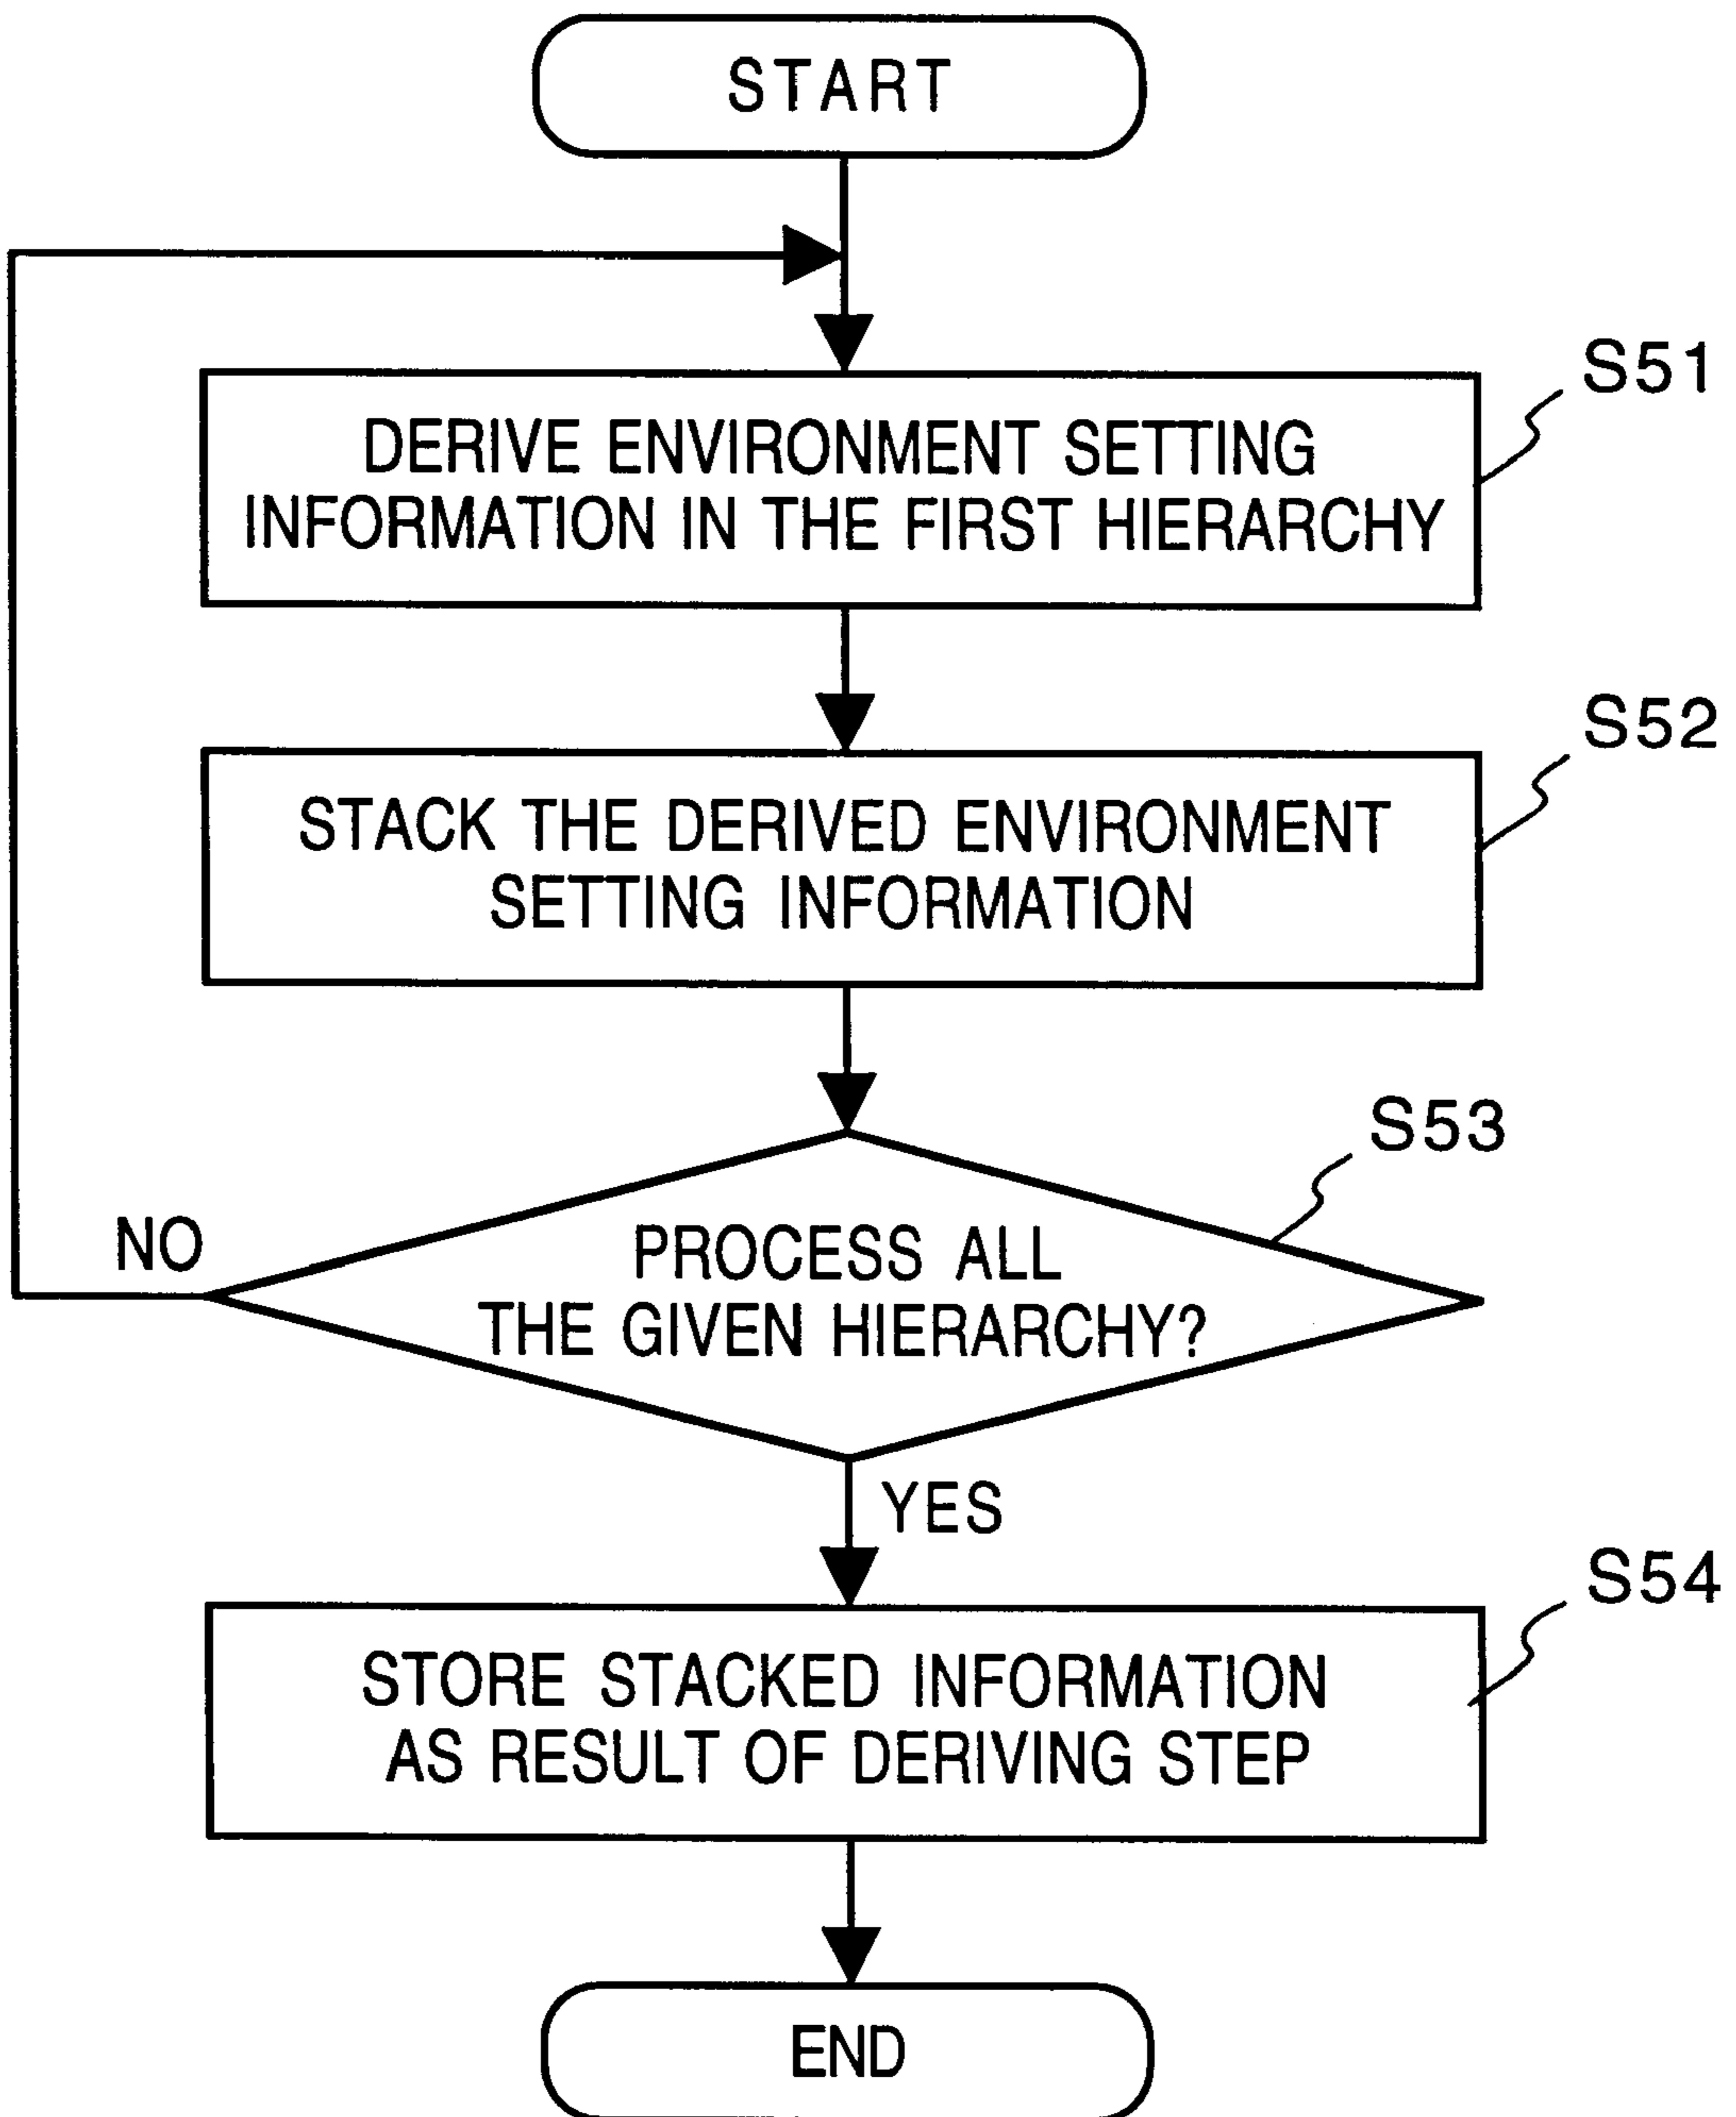 START
S51
DERIVE ENVIRONMENT SETTING
INFORMATION IN THE FIRST HIERARCHY
S52
STACK THE DERIVED ENVIRONMENT
SETTING INFORMATION
S53
NO
PROCESS ALL
THE GIVEN HIERARCHY?
YES
S54
STORE STACKED INFORMATION
AS RESULT OF DERIVING STEP
END